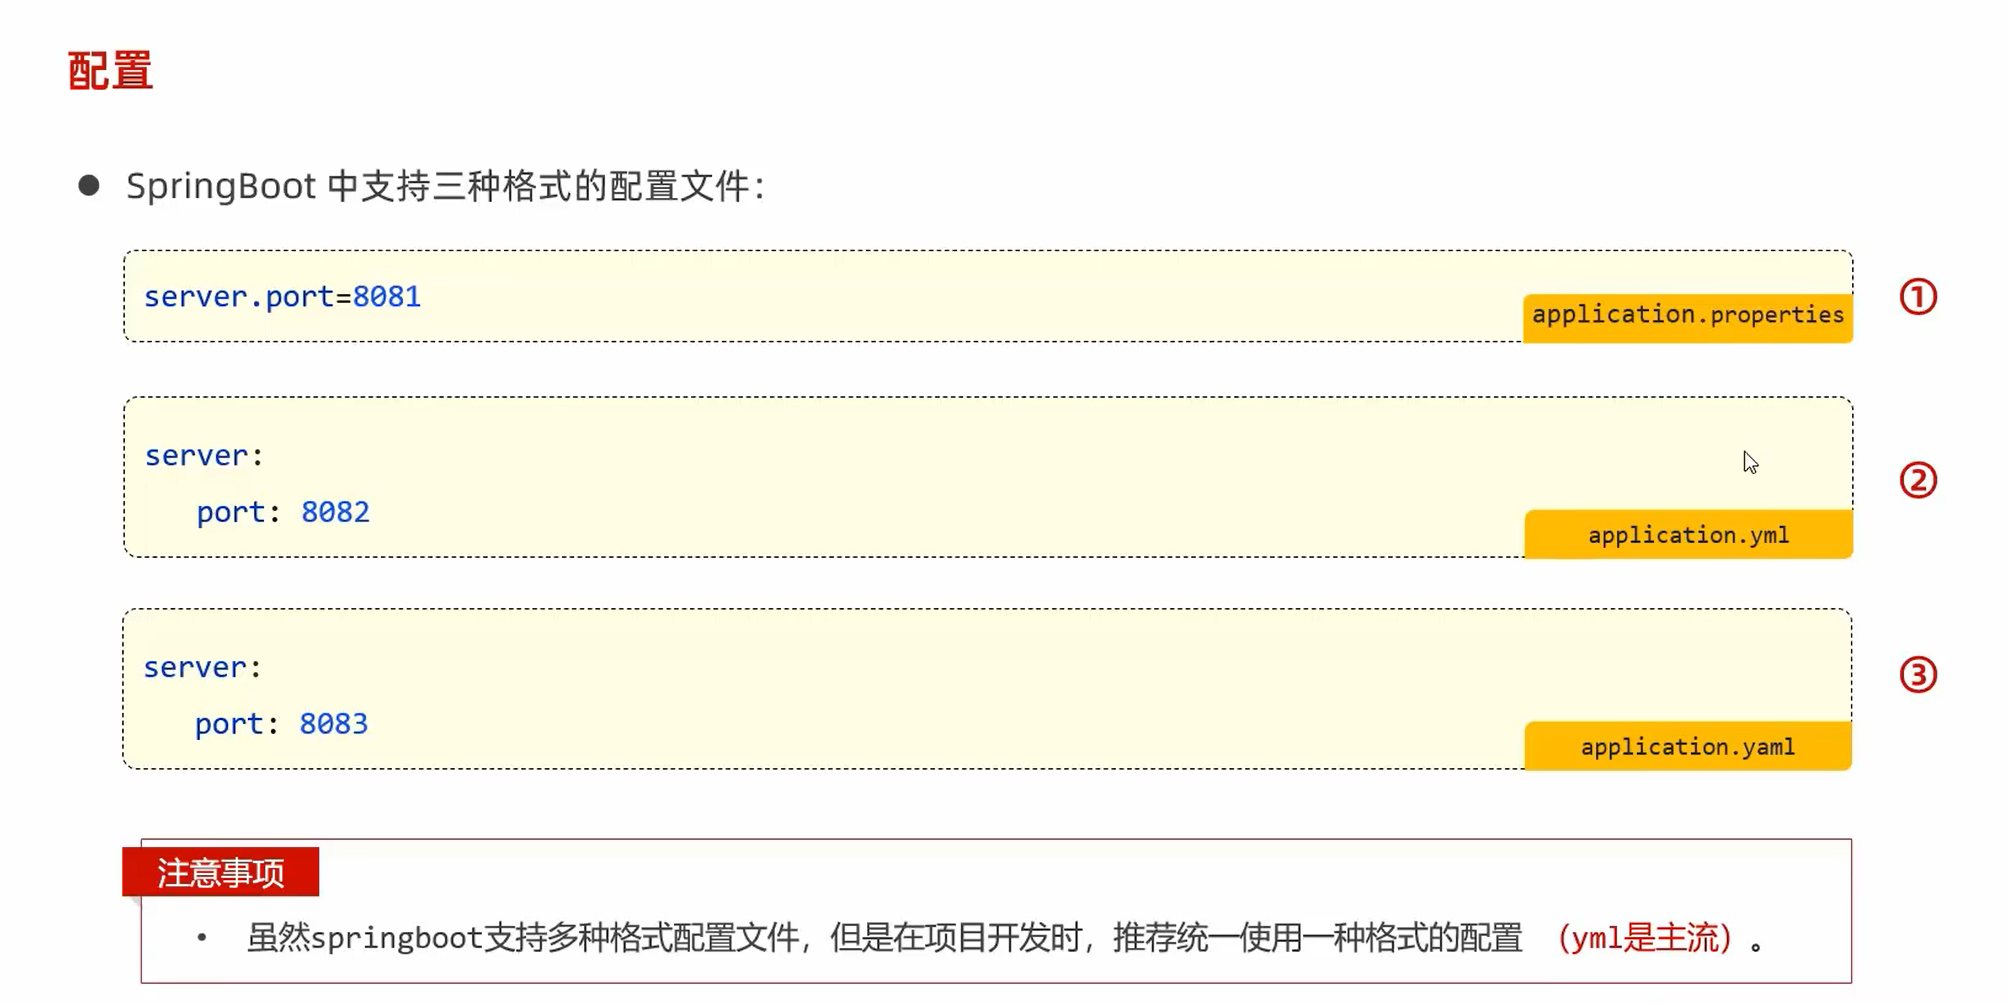 配置
● SpringBoot 中支持三种格式的配置文件：
server.port=8081
application.properties
①
server:
port: 8082
application.yml
②
server:
port: 8083
application.yaml
③
注意事项
• 虽然springboot支持多种格式配置文件，但是在项目开发时，推荐统一使用一种格式的配置 （yml是主流）。